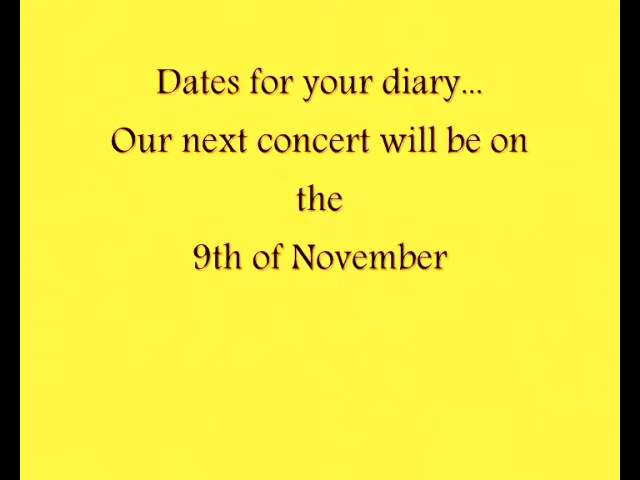 Dates for your diary...
Our next concert will be on
the
9th of November